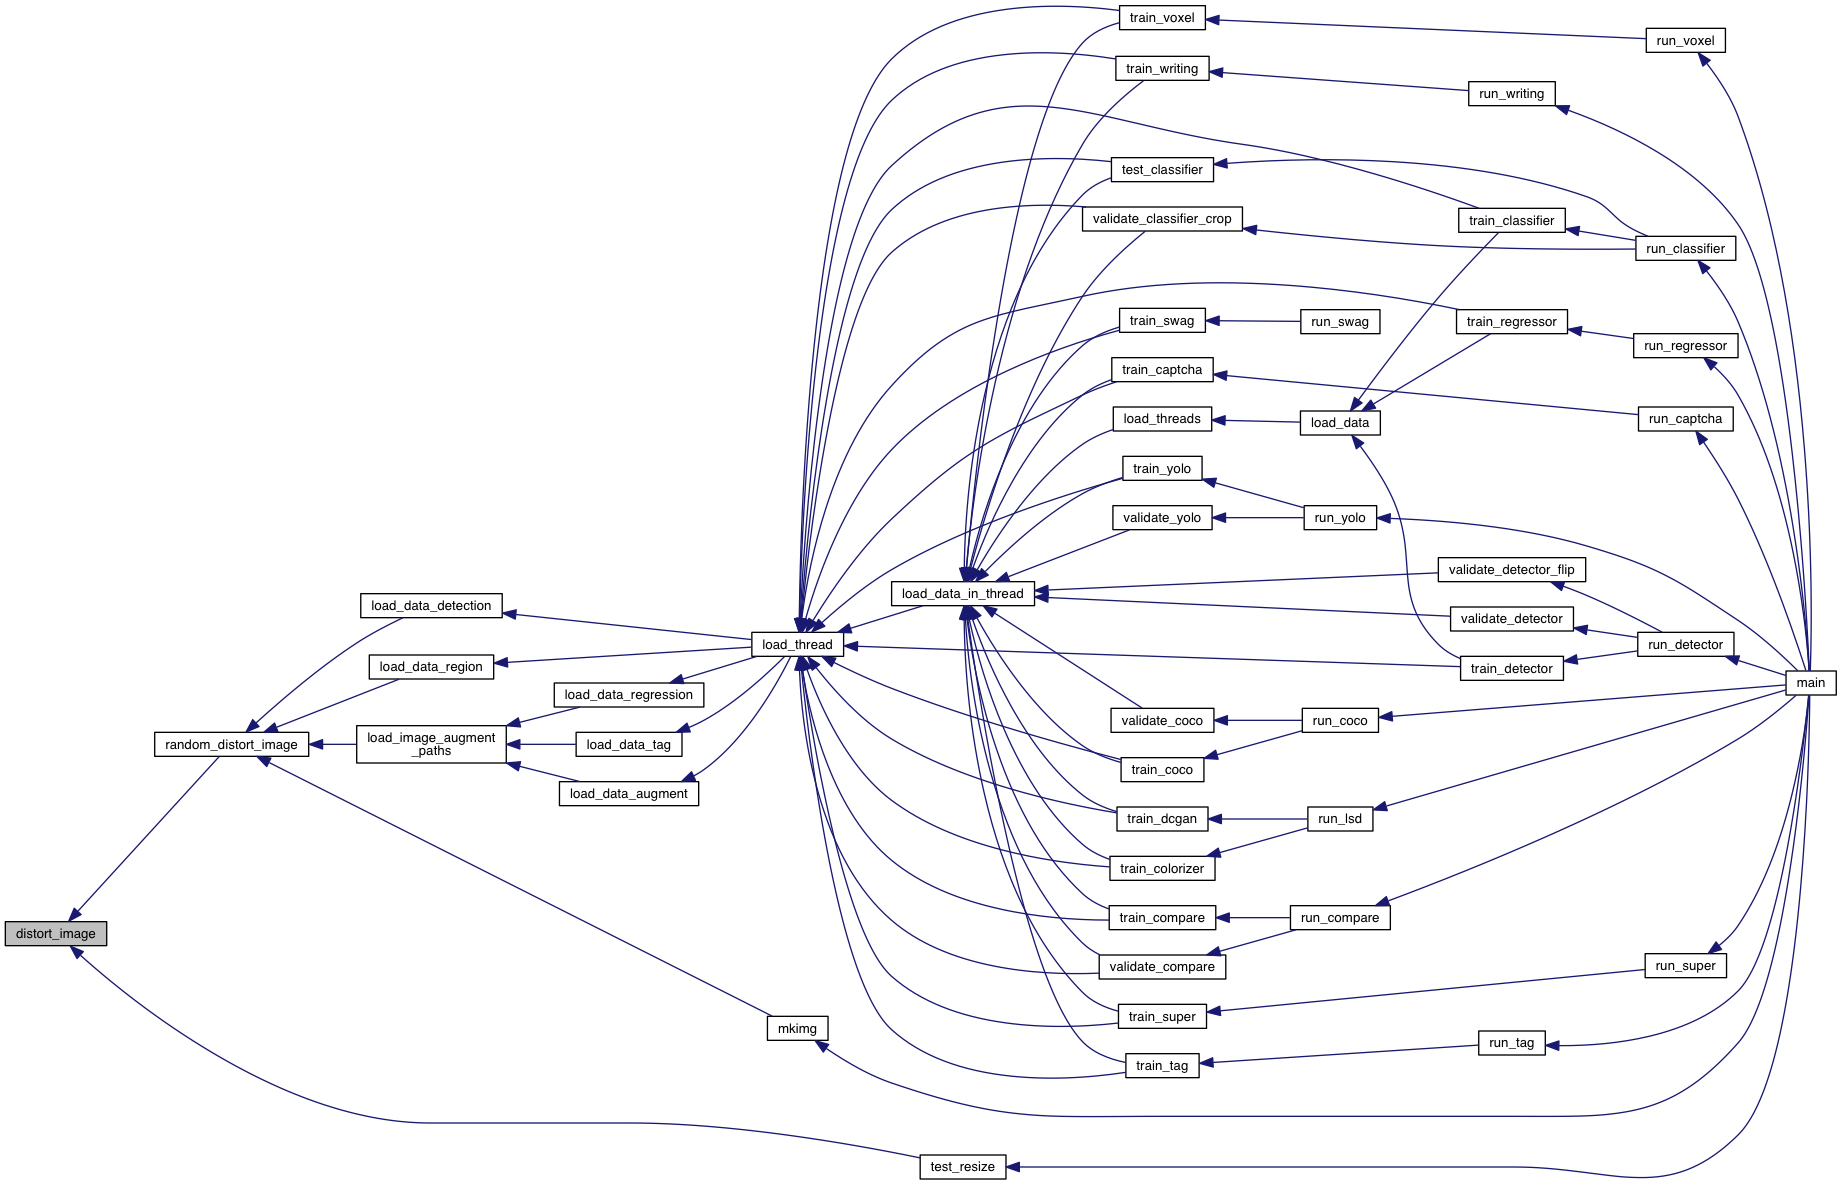 train_voxel
run_voxel
train_writing
run_writing
test_classifier
validate_classifier_crop
train_classifier
run_classifier
train_swag
run_swag
train_regressor
run_regressor
train_captcha
run_captcha
load_threads
load_data
train_yolo
validate_yolo
run_yolo
load_data_in_thread
validate_detector_flip
validate_detector
load_data_detection
load_thread
run_detector
load_data_region
train_detector
main
load_data_regression
validate_coco
run_coco
random_distort_image
load_image_augment
_paths
load_data_tag
train_coco
load_data_augment
train_dcgan
run_lsd
train_colorizer
train_compare
run_compare
distort_image
validate_compare
run_super
train_super
mkimg
run_tag
train_tag
test_resize